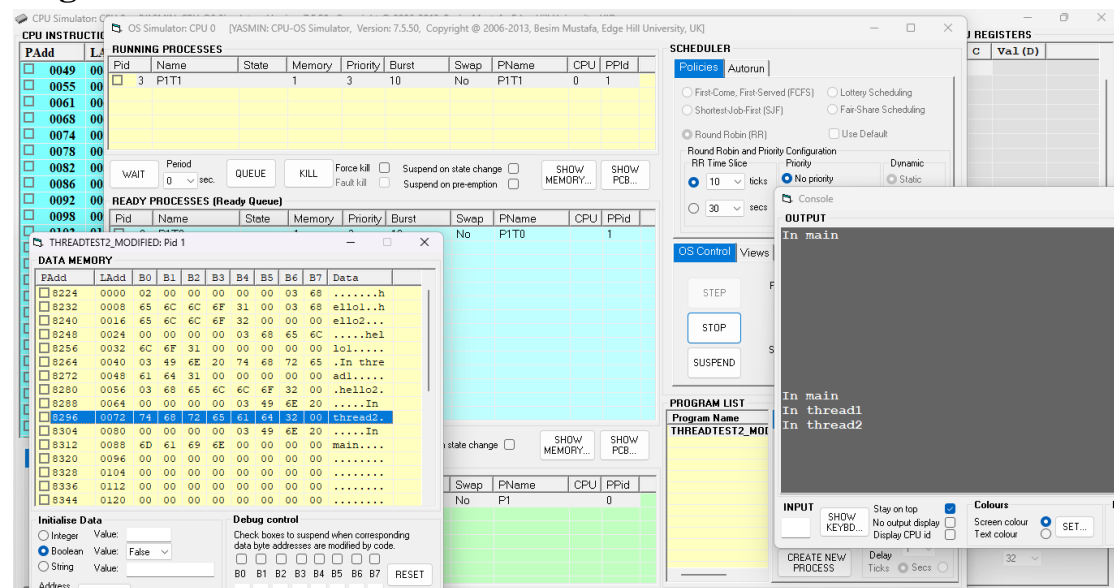 CPU Simulator: C
OS Simulator: CPU 0 [YASMIN: CPU-OS Simulator, Version: 7.5.50, Copyright @ 2006-2013, Besim Mustafa, Edge Hill University, UK]
CPU INSTRUCTIO
PAdd LA
0049 00
0055 00
0061 00
0068 00
0074 00
0078 00
0082 00
0086 00
0092 00
0098 00
RUNNING PROCESSES
Pid Name State Memory Priority Burst Swap PName CPU PPId
3 P1T1 1 3 10 No P1T1 0 1
WAIT
Period
0 sec.
QUEUE
KILL
Force kill
Fault kill
Suspend on state change
Suspend on pre-emption
SHOW MEMORY...
SHOW PCB...
READY PROCESSES (Ready Queue)
Pid Name State Memory Priority Burst Swap PName CPU PPid
No P1T0 1
state change
SHOW MEMORY...
SHOW PCB...
Swap PName CPU PPid
No P1 0
SCHEDULER
Policies Autorun
First-Come, First-Served (FCFS)
Lottery Scheduling
Shortest-Job-First (SJF)
Fair-Share Scheduling
Round Robin (RR)
Use Default
Round Robin and Priority Configuration
RR Time Slice Priority Dynamic
10 ticks No priority Static
30 secs
OS Control Views
STEP
STOP
SUSPEND
PROGRAM LIST
Program Name
THREADTEST2_MOD
CREATE NEW PROCESS
Delay
Ticks Secs
32
REGISTERS
C Val (D)
THREADTEST2_MODIFIED: Pid 1
DATA MEMORY
PAdd LAdd B0 B1 B2 B3 B4 B5 B6 B7 Data
8224 0000 02 00 00 00 00 00 03 68 .......h
8232 0008 65 6C 6C 6F 31 00 03 68 ello1..h
8240 0016 65 6C 6C 6F 32 00 00 00 ello2...
8248 0024 00 00 00 00 03 68 65 6C .....hel
8256 0032 6C 6F 31 00 00 00 00 00 lo1.....
8264 0040 03 49 6E 20 74 68 72 65 .In thre
8272 0048 61 64 31 00 00 00 00 00 ad1.....
8280 0056 03 68 65 6C 6C 6F 32 00 .hello2.
8288 0064 00 00 00 00 03 49 6E 20 .....In
8296 0072 74 68 72 65 61 64 32 00 thread2.
8304 0080 00 00 00 00 03 49 6E 20 .....In
8312 0088 6D 61 69 6E 00 00 00 00 main....
8320 0096 00 00 00 00 00 00 00 00 ........
8328 0104 00 00 00 00 00 00 00 00 ........
8336 0112 00 00 00 00 00 00 00 00 ........
8344 0120 00 00 00 00 00 00 00 00 ........
Initialise Data
Integer Value:
Boolean Value: False
String Value:
Address
Debug control
Check boxes to suspend when corresponding
data byte addresses are modified by code.
B0 B1 B2 B3 B4 B5 B6 B7
RESET
Console
OUTPUT
In main
In main
In thread1
In thread2
INPUT
SHOW KEYBD...
Stay on top
No output display
Display CPU id
Colours
Screen colour
Text colour
SET...